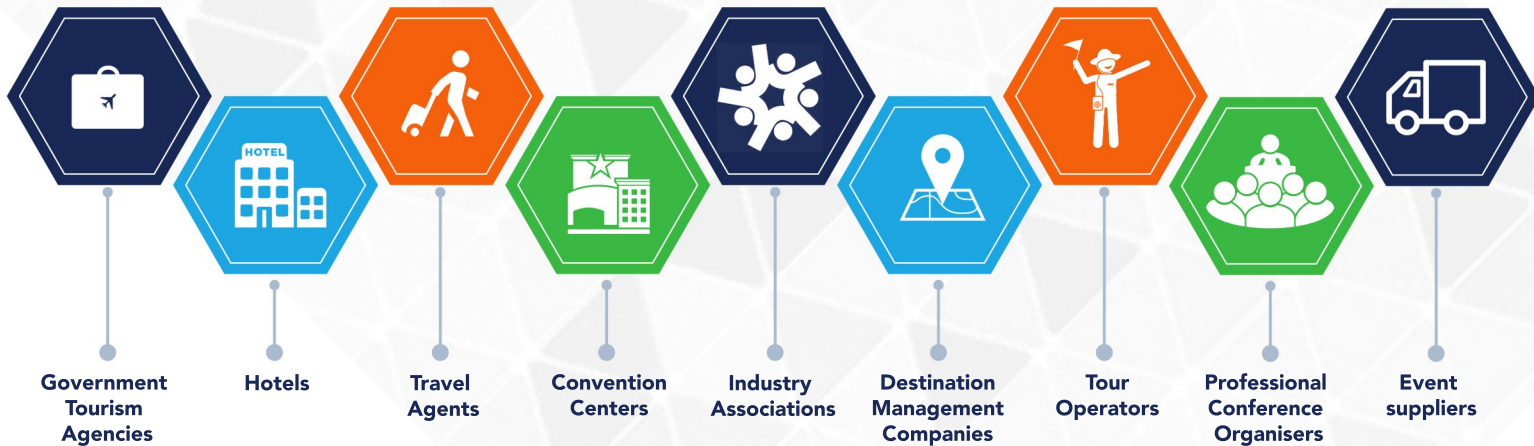 HOTEL
Government
Tourism
Agencies
Hotels
Travel
Agents
Convention
Centers
Industry
Associations
Destination
Management
Companies
Tour
Operators
Professional
Conference
Organisers
Event
suppliers